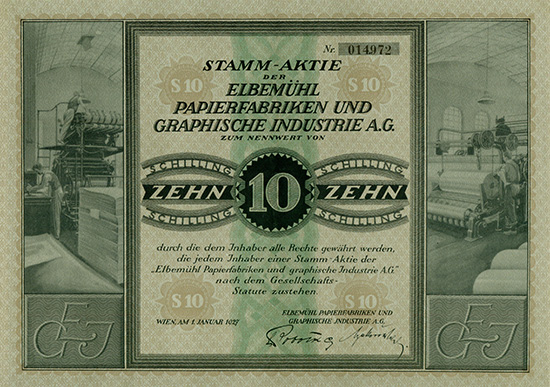 Nr. 014972
STAMM-AKTIE
DER
ELBEMÜHL
PAPIERFABRIKEN UND
GRAPHISCHE INDUSTRIE A.G.
ZUM NENNWERT VON
S 10 S 10
SCHILLING SCHILLING
ZEHN 10 ZEHN
SCHILLING SCHILLING
durch die dem Inhaber alle Rechte gewährt werden,
die jedem Inhaber einer Stamm-Aktie der
„Elbemühl Papierfabriken und graphische Industrie A.G."
nach dem Gesellschafts-
Statute zustehen.
S 10 S 10
WIEN, AM 1. JANUAR 1927
ELBEMÜHL PAPIERFABRIKEN UND
GRAPHISCHE INDUSTRIE A.G.